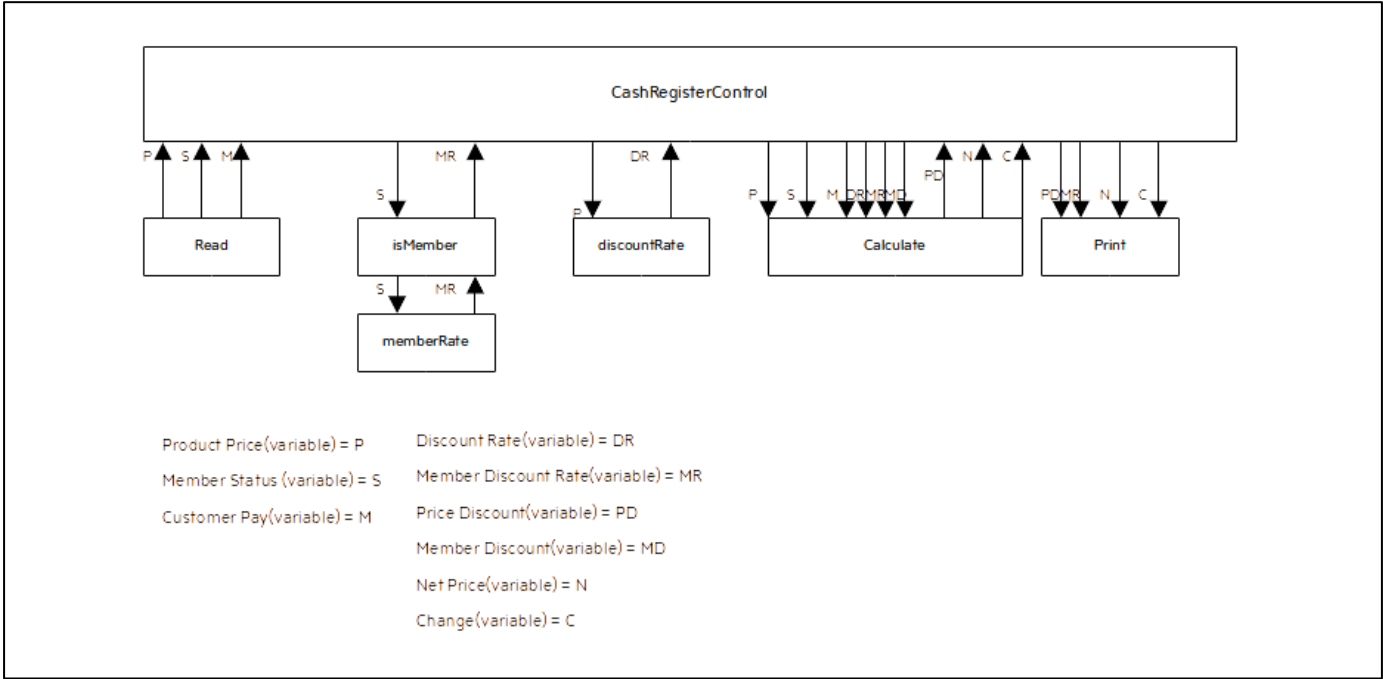 CashRegisterControl
P S M MR DR PD N C
S P P S M DR MR MD PD MR N C
Read isMember discountRate Calculate Print
S MR
memberRate
Product Price(variable) = P
Member Status (variable) = S
Customer Pay(variable) = M
Discount Rate(variable) = DR
Member Discount Rate(variable) = MR
Price Discount(variable) = PD
Member Discount(variable) = MD
Net Price(variable) = N
Change(variable) = C